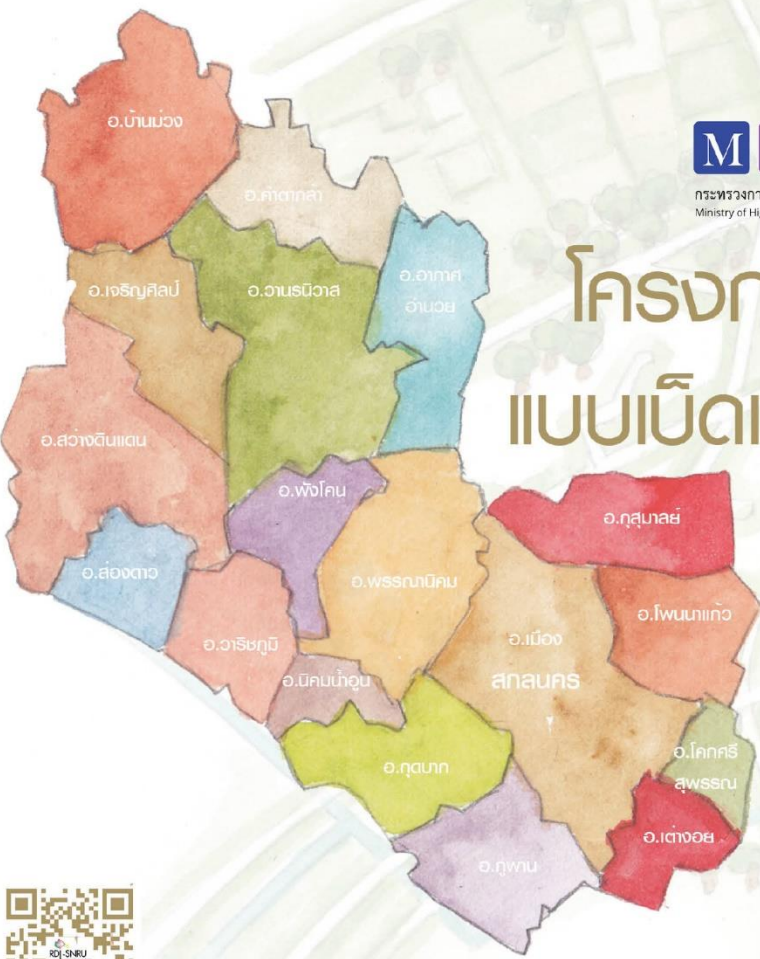 อ.บ้านม่วง
M
กระทรวงกา
Ministry of Hi
อ.คำตากล้า
โครงก
อ.เจริญศิลป์
อ.วานรนิวาส
อ.อากาศ
อำนวย
แบบเบ็ดเ
อ.สว่างดินแดน
อ.พังโคน
อ.กุสุมาลย์
อ.ส่องดาว
อ.พรรณานิคม
อ.โพนนาแก้ว
อ.วาริชภูมิ
อ.เมือง
สกลนคร
อ.นิคมน้ำอูน
อ.กุดบาก
อ.โคกศรี
สุพรรณ
อ.เต่างอย
อ.ภูพาน
RDI-SNRU